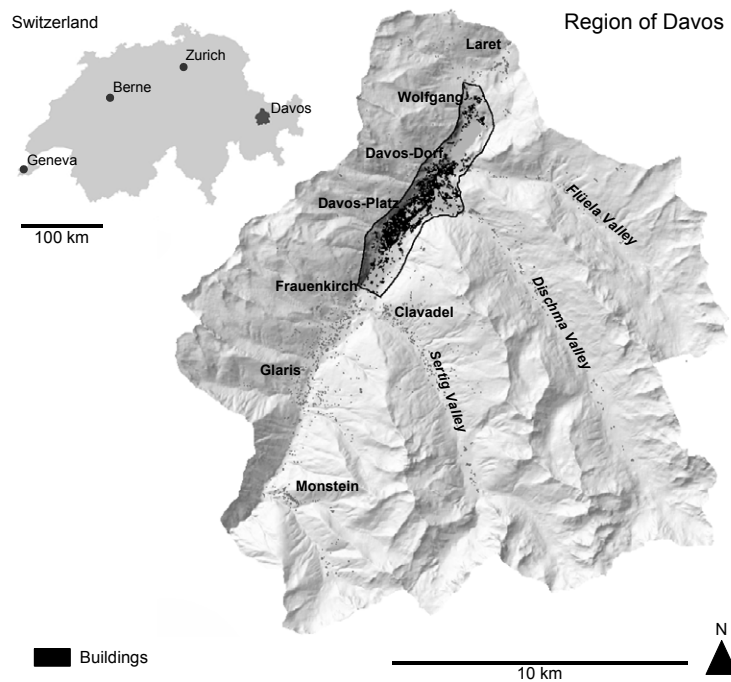 Switzerland
Region of Davos
Zurich
Berne
Davos
Geneva
100 km
Laret
Wolfgang
Davos-Dorf
Davos-Platz
Flüela Valley
Frauenkirch
Clavadel
Dischma Valley
Glaris
Sertig Valley
Monstein
Buildings
10 km
N